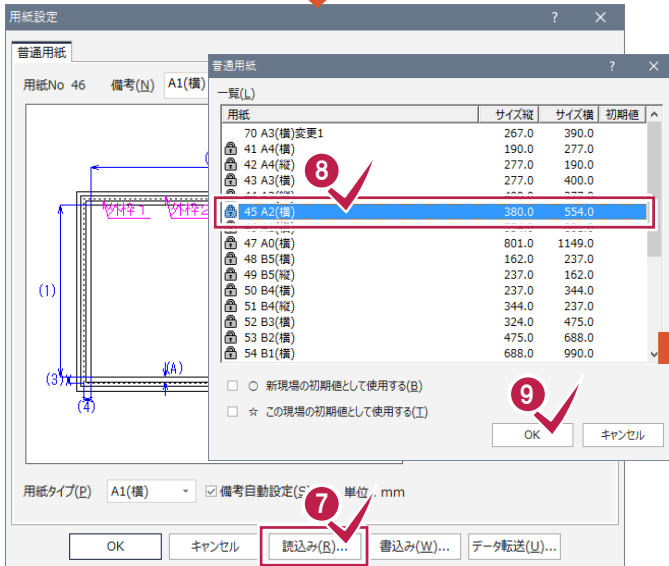 用紙設定 ? ×
普通用紙
用紙No 46 備考(N) A1(横)
外枠1 外枠2
(1)
(A)
(3)
(4)
用紙タイプ(P) A1(横) 備考自動設定(S) 単位: mm
7
OK キャンセル 読込み(R)... 書込み(W)... データ転送(U)...
普通用紙 ? ×
一覧(L)
用紙 サイズ縦 サイズ横 初期値
70 A3(横)変更1 267.0 390.0
41 A4(横) 190.0 277.0
42 A4(縦) 277.0 190.0
43 A3(横) 277.0 400.0
8
45 A2(横) 380.0 554.0
47 A0(横) 801.0 1149.0
48 B5(横) 162.0 237.0
49 B5(縦) 237.0 162.0
50 B4(横) 237.0 344.0
51 B4(縦) 344.0 237.0
52 B3(横) 324.0 475.0
53 B2(横) 475.0 688.0
54 B1(横) 688.0 990.0
○ 新現場の初期値として使用する(B)
☆ この現場の初期値として使用する(T)
9
OK キャンセル